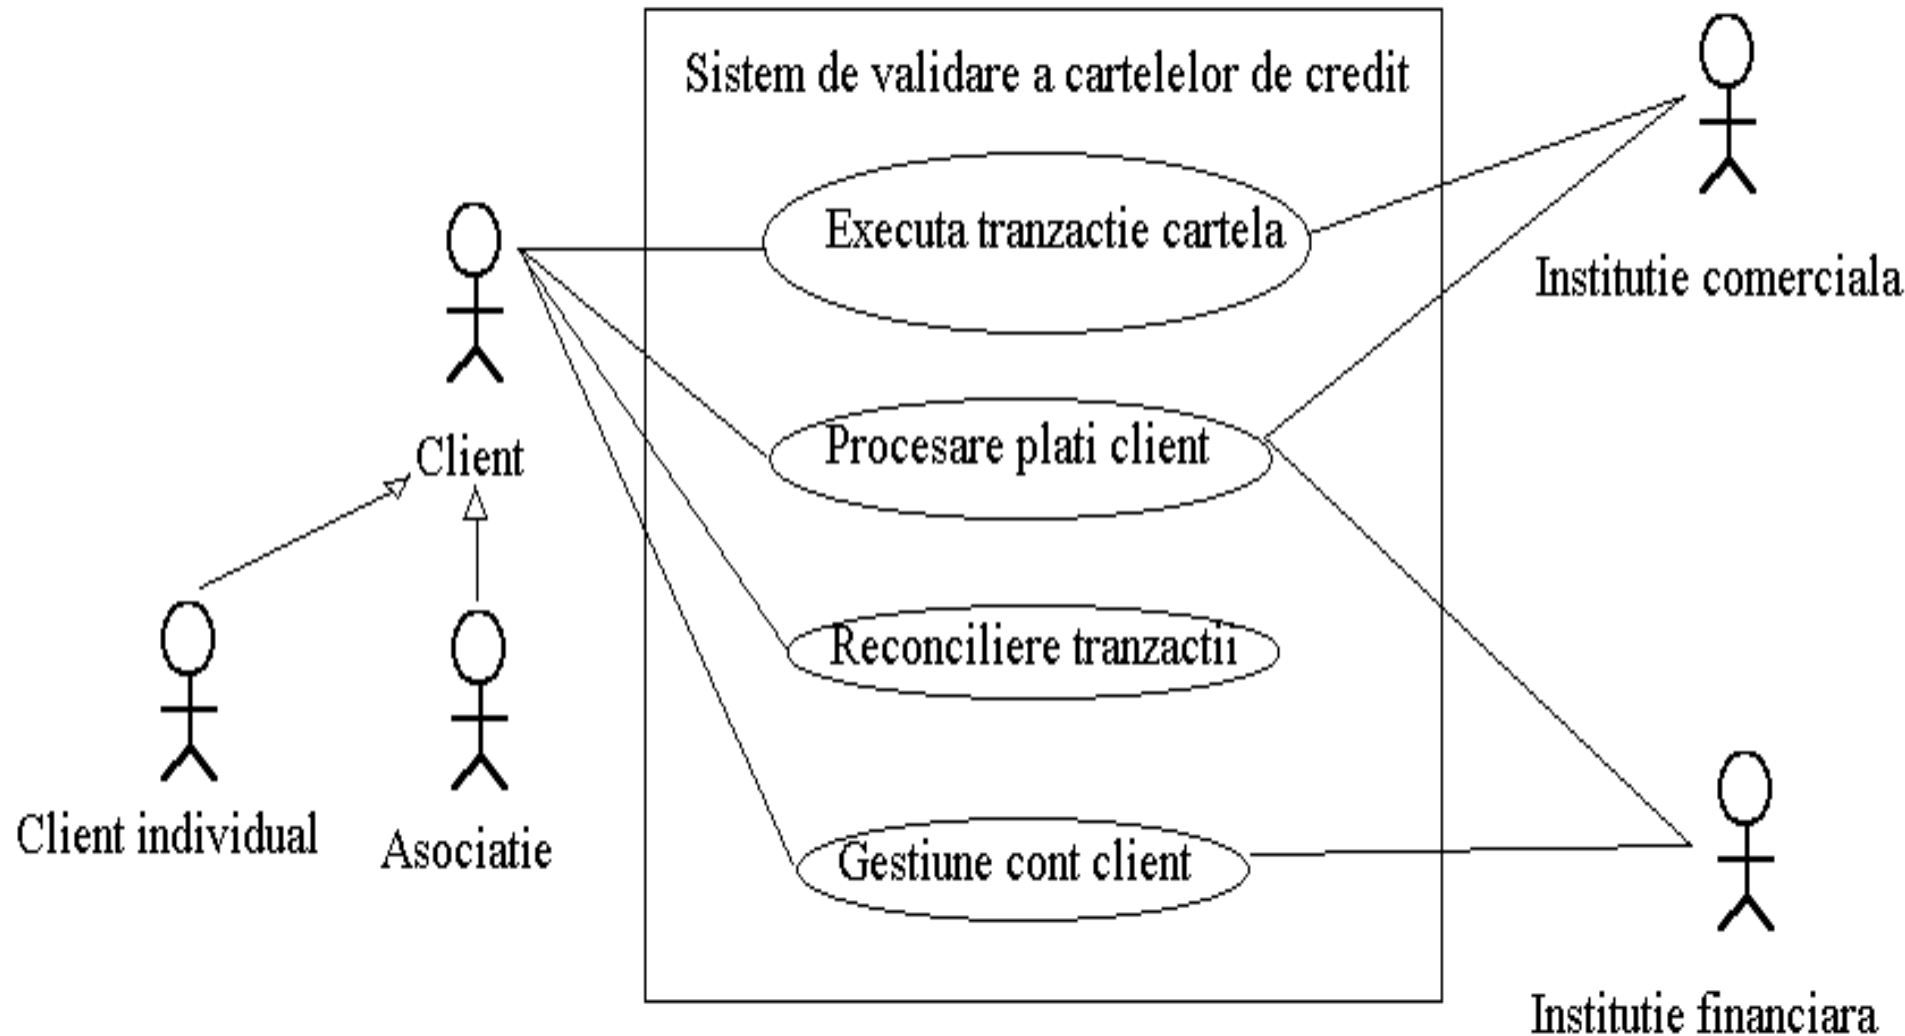 Sistem de validare a cartelelor de credit
Executa tranzactie cartela
Institutie comerciala
Client
Procesare plati client
Reconciliere tranzactii
Client individual
Asociatie
Gestiune cont client
Institutie financiara